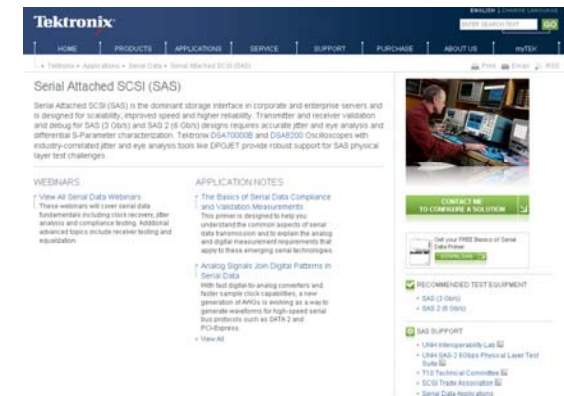 ENGLISH | CHANGE LANGUAGE
Tektronix
ENTER SEARCH TEXT GO
HOME PRODUCTS APPLICATIONS SERVICE SUPPORT PURCHASE ABOUT US myTEK
Tektronix Applications Serial Data Serial Attached SCSI (SAS) Print Email RSS
Serial Attached SCSI (SAS)
Serial Attached SCSI (SAS) is the dominant storage interface in corporate and enterprise servers and
is designed for scalability, improved speed and higher reliability. Transmitter and receiver validation
and debug for SAS (3 Gb/s) and SAS 2 (6 Gb/s) designs requires accurate jitter and eye analysis and
differential S-Parameter characterization. Tektronix DSA70000B and DSA8200 Oscilloscopes with
industry-correlated jitter and eye analysis tools like DPOJET provide robust support for SAS physical
layer test challenges.
WEBINARS
View All Serial Data Webinars
These webinars will cover serial data
fundamentals including clock recovery, jitter
analysis and compliance testing. Additional
advanced topics include receiver testing and
equalization.
APPLICATION NOTES
The Basics of Serial Data Compliance
and Validation Measurements
This primer is designed to help you
understand the common aspects of serial
data transmission and to explain the analog
and digital measurement requirements that
apply to these emerging serial technologies.
Analog Signals Join Digital Patterns in
Serial Data
With fast digital-to-analog converters and
faster sample clock capabilities, a new
generation of AWGs is evolving as a way to
generate waveforms for high-speed serial
bus protocols such as SATA 2 and
PCI-Express.
View All
CONTACT ME
TO CONFIGURE A SOLUTION
Get your FREE Basics of Serial
Data Primer
DOWNLOAD
RECOMMENDED TEST EQUIPMENT
SAS (3 Gb/s)
SAS 2 (6 Gb/s)
SAS SUPPORT
UNH Interoperability Lab
UNH SAS-2 6Gbps Physical Layer Test
Suite
T10 Technical Committee
SCSI Trade Association
Serial Data Applications